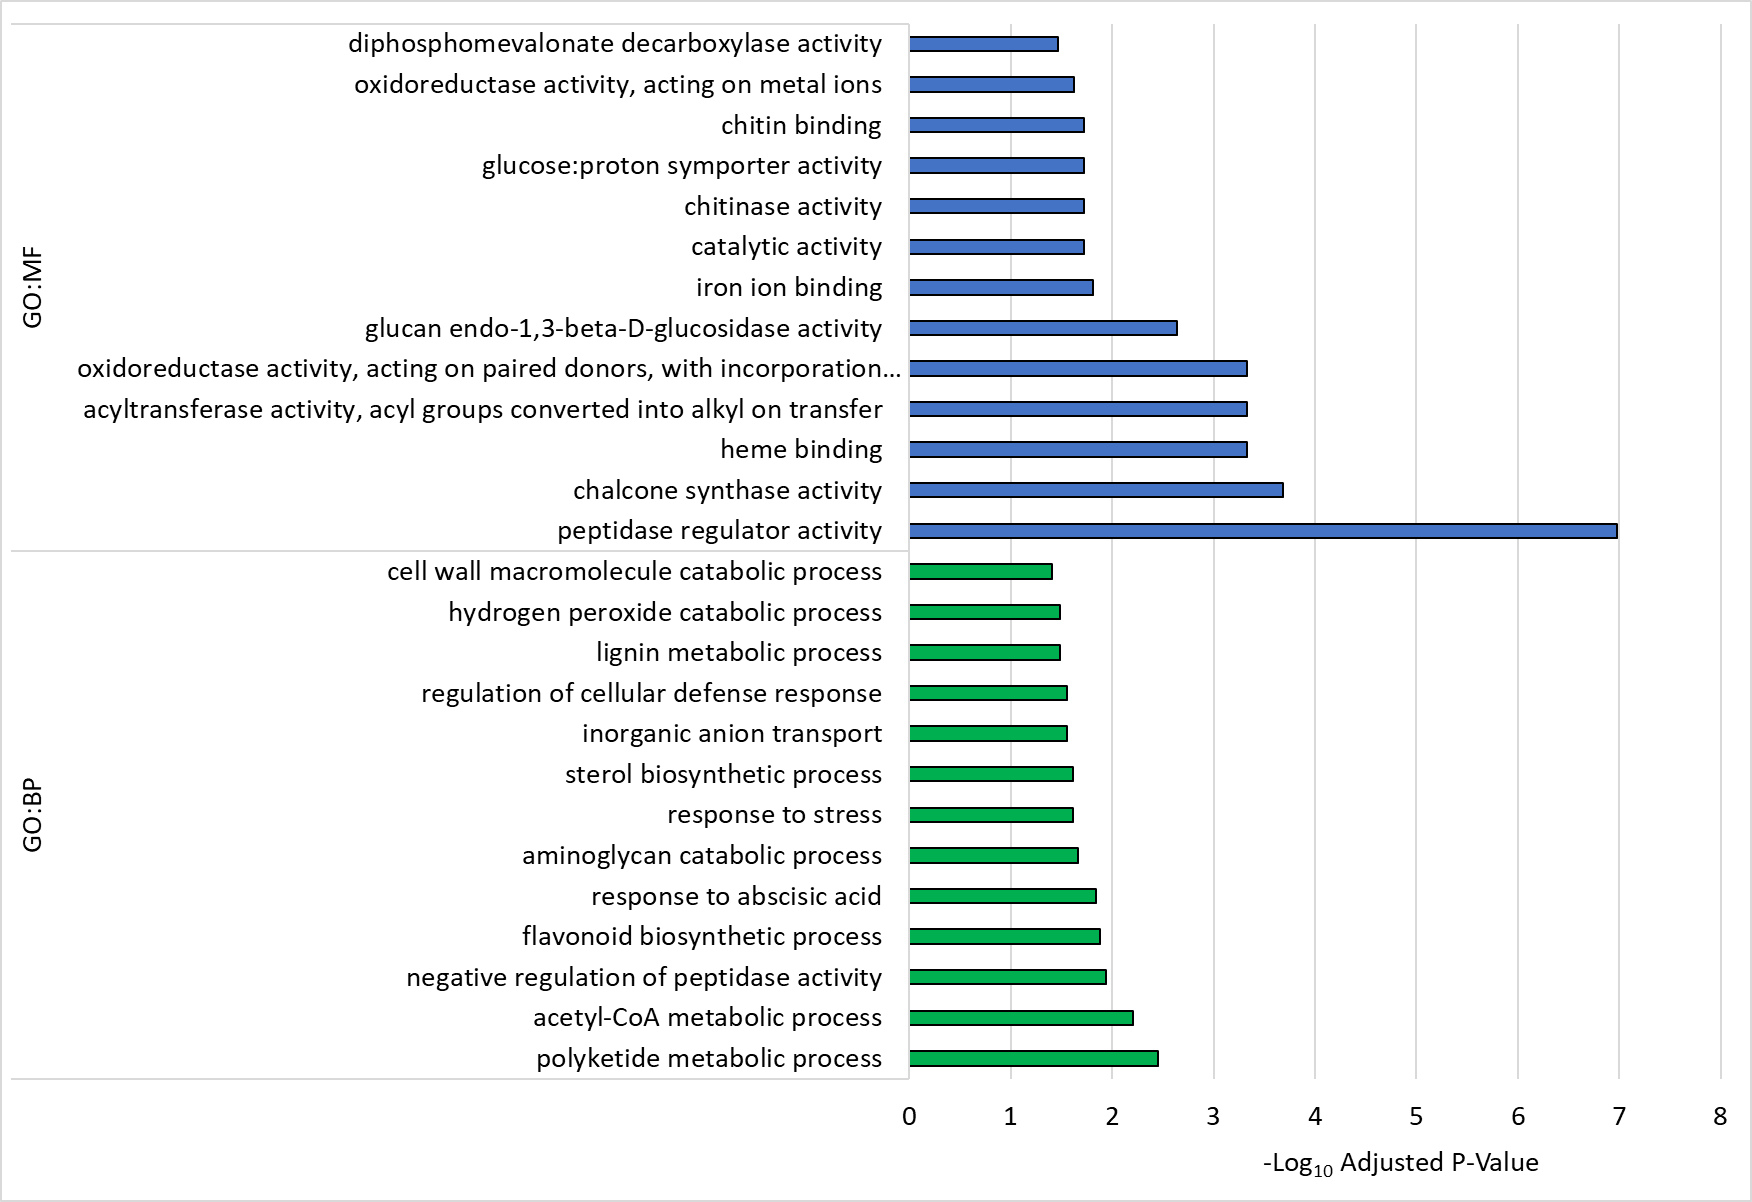 GO:MF
diphosphomevalonate decarboxylase activity
oxidoreductase activity, acting on metal ions
chitin binding
glucose:proton symporter activity
chitinase activity
catalytic activity
iron ion binding
glucan endo-1,3-beta-D-glucosidase activity
oxidoreductase activity, acting on paired donors, with incorporation...
acyltransferase activity, acyl groups converted into alkyl on transfer
heme binding
chalcone synthase activity
peptidase regulator activity
GO:BP
cell wall macromolecule catabolic process
hydrogen peroxide catabolic process
lignin metabolic process
regulation of cellular defense response
inorganic anion transport
sterol biosynthetic process
response to stress
aminoglycan catabolic process
response to abscisic acid
flavonoid biosynthetic process
negative regulation of peptidase activity
acetyl-CoA metabolic process
polyketide metabolic process
0 1 2 3 4 5 6 7 8
-Log₁₀ Adjusted P-Value